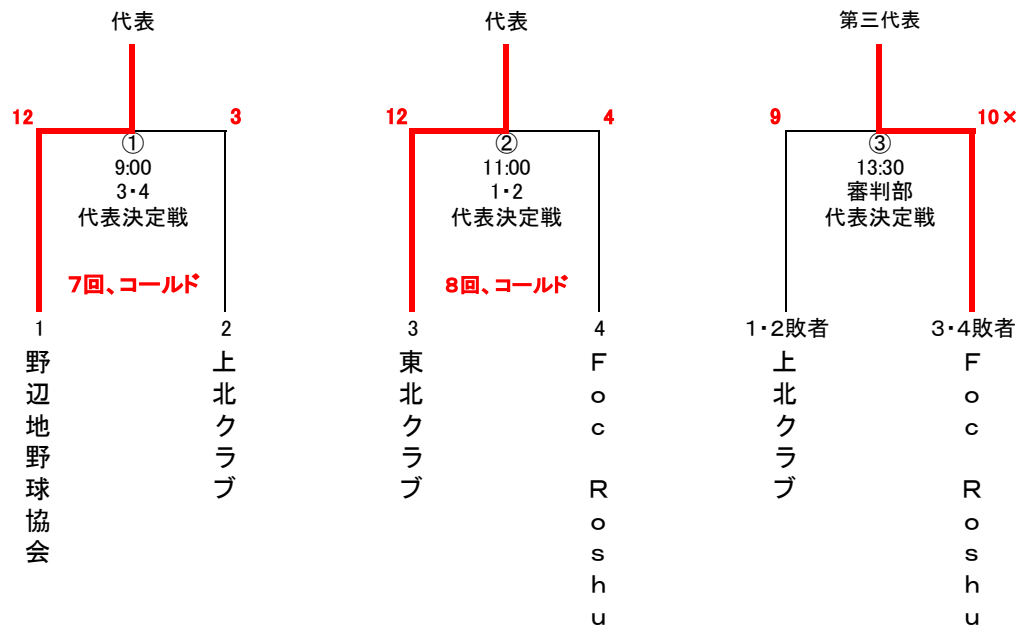 代表
12
3
①
9:00
3・4
代表決定戦
7回、コールド
1
2
野辺地野球協会
上北クラブ
代表
12
4
②
11:00
1・2
代表決定戦
8回、コールド
3
4
東北クラブ
Foc Roshu
第三代表
9
10×
③
13:30
審判部
代表決定戦
1・2敗者
3・4敗者
上北クラブ
Foc Roshu